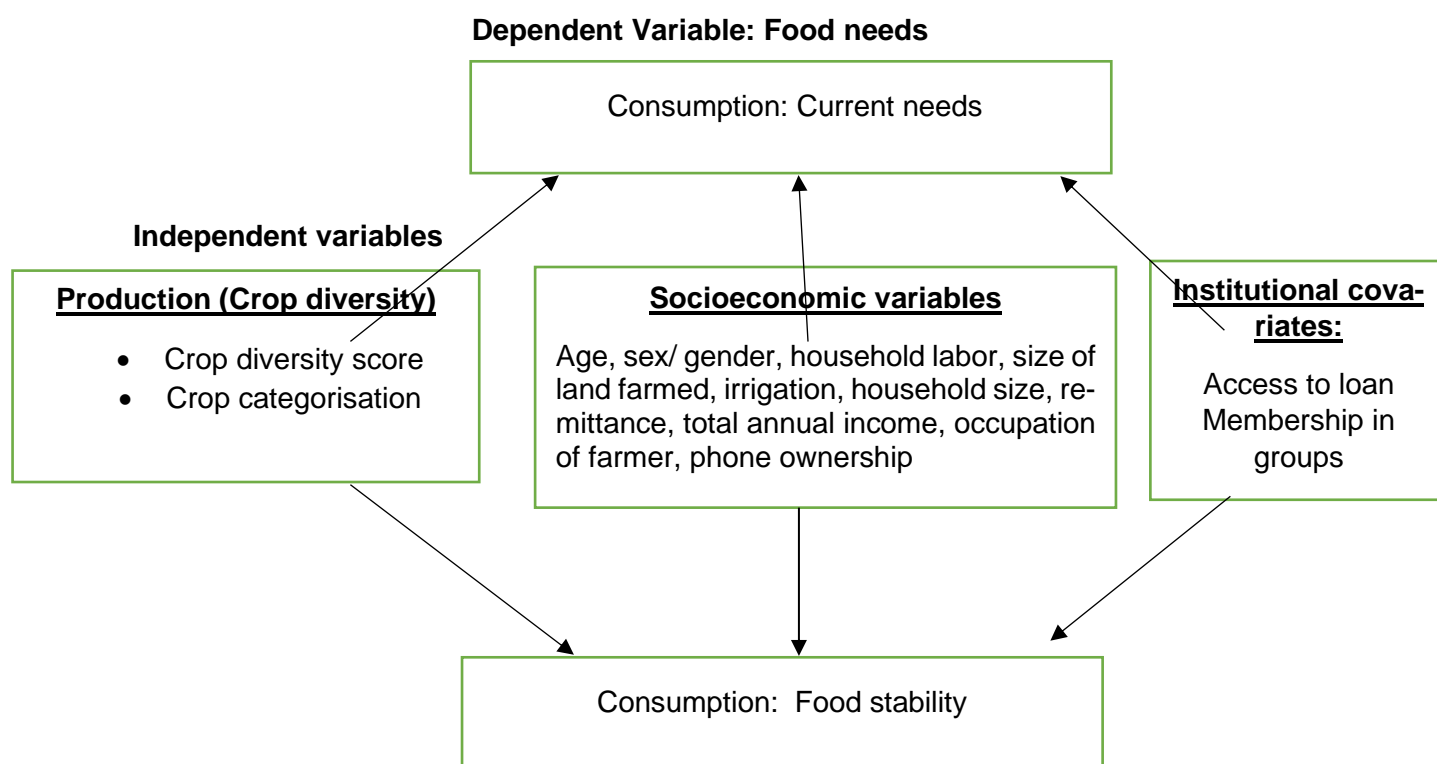 Dependent Variable: Food needs
Consumption: Current needs
Independent variables
Production (Crop diversity)
• Crop diversity score
• Crop categorisation
Socioeconomic variables
Age, sex/ gender, household labor, size of
land farmed, irrigation, household size, re-
mittance, total annual income, occupation
of farmer, phone ownership
Institutional cova-
riates:
Access to loan
Membership in
groups
Consumption:  Food stability